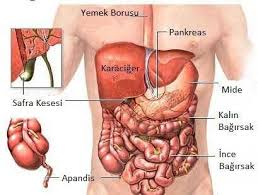 Yemek Borusu
Pankreas
Karaciğer
Mide
Safra Kesesi
Kalın
Bağırsak
İnce
Bağırsak
Apandis